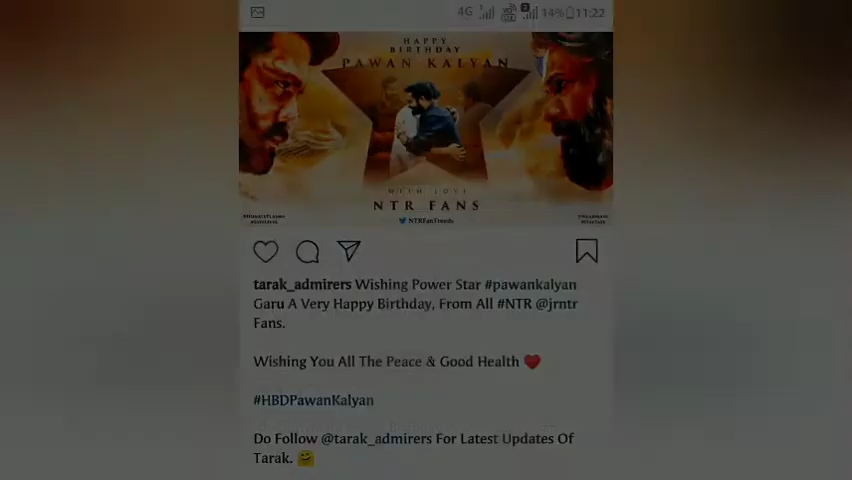 4G 14% 11:22
HAPPY
BIRTHDAY
PAWAN KALYAN
WITH LOVE
NTR FANS
NTRFanTrends
tarak_admirers Wishing Power Star #pawankalyan
Garu A Very Happy Birthday, From All #NTR @jrntr
Fans.
Wishing You All The Peace & Good Health ❤️
#HBDPawanKalyan
Do Follow @tarak_admirers For Latest Updates Of
Tarak. 🤗